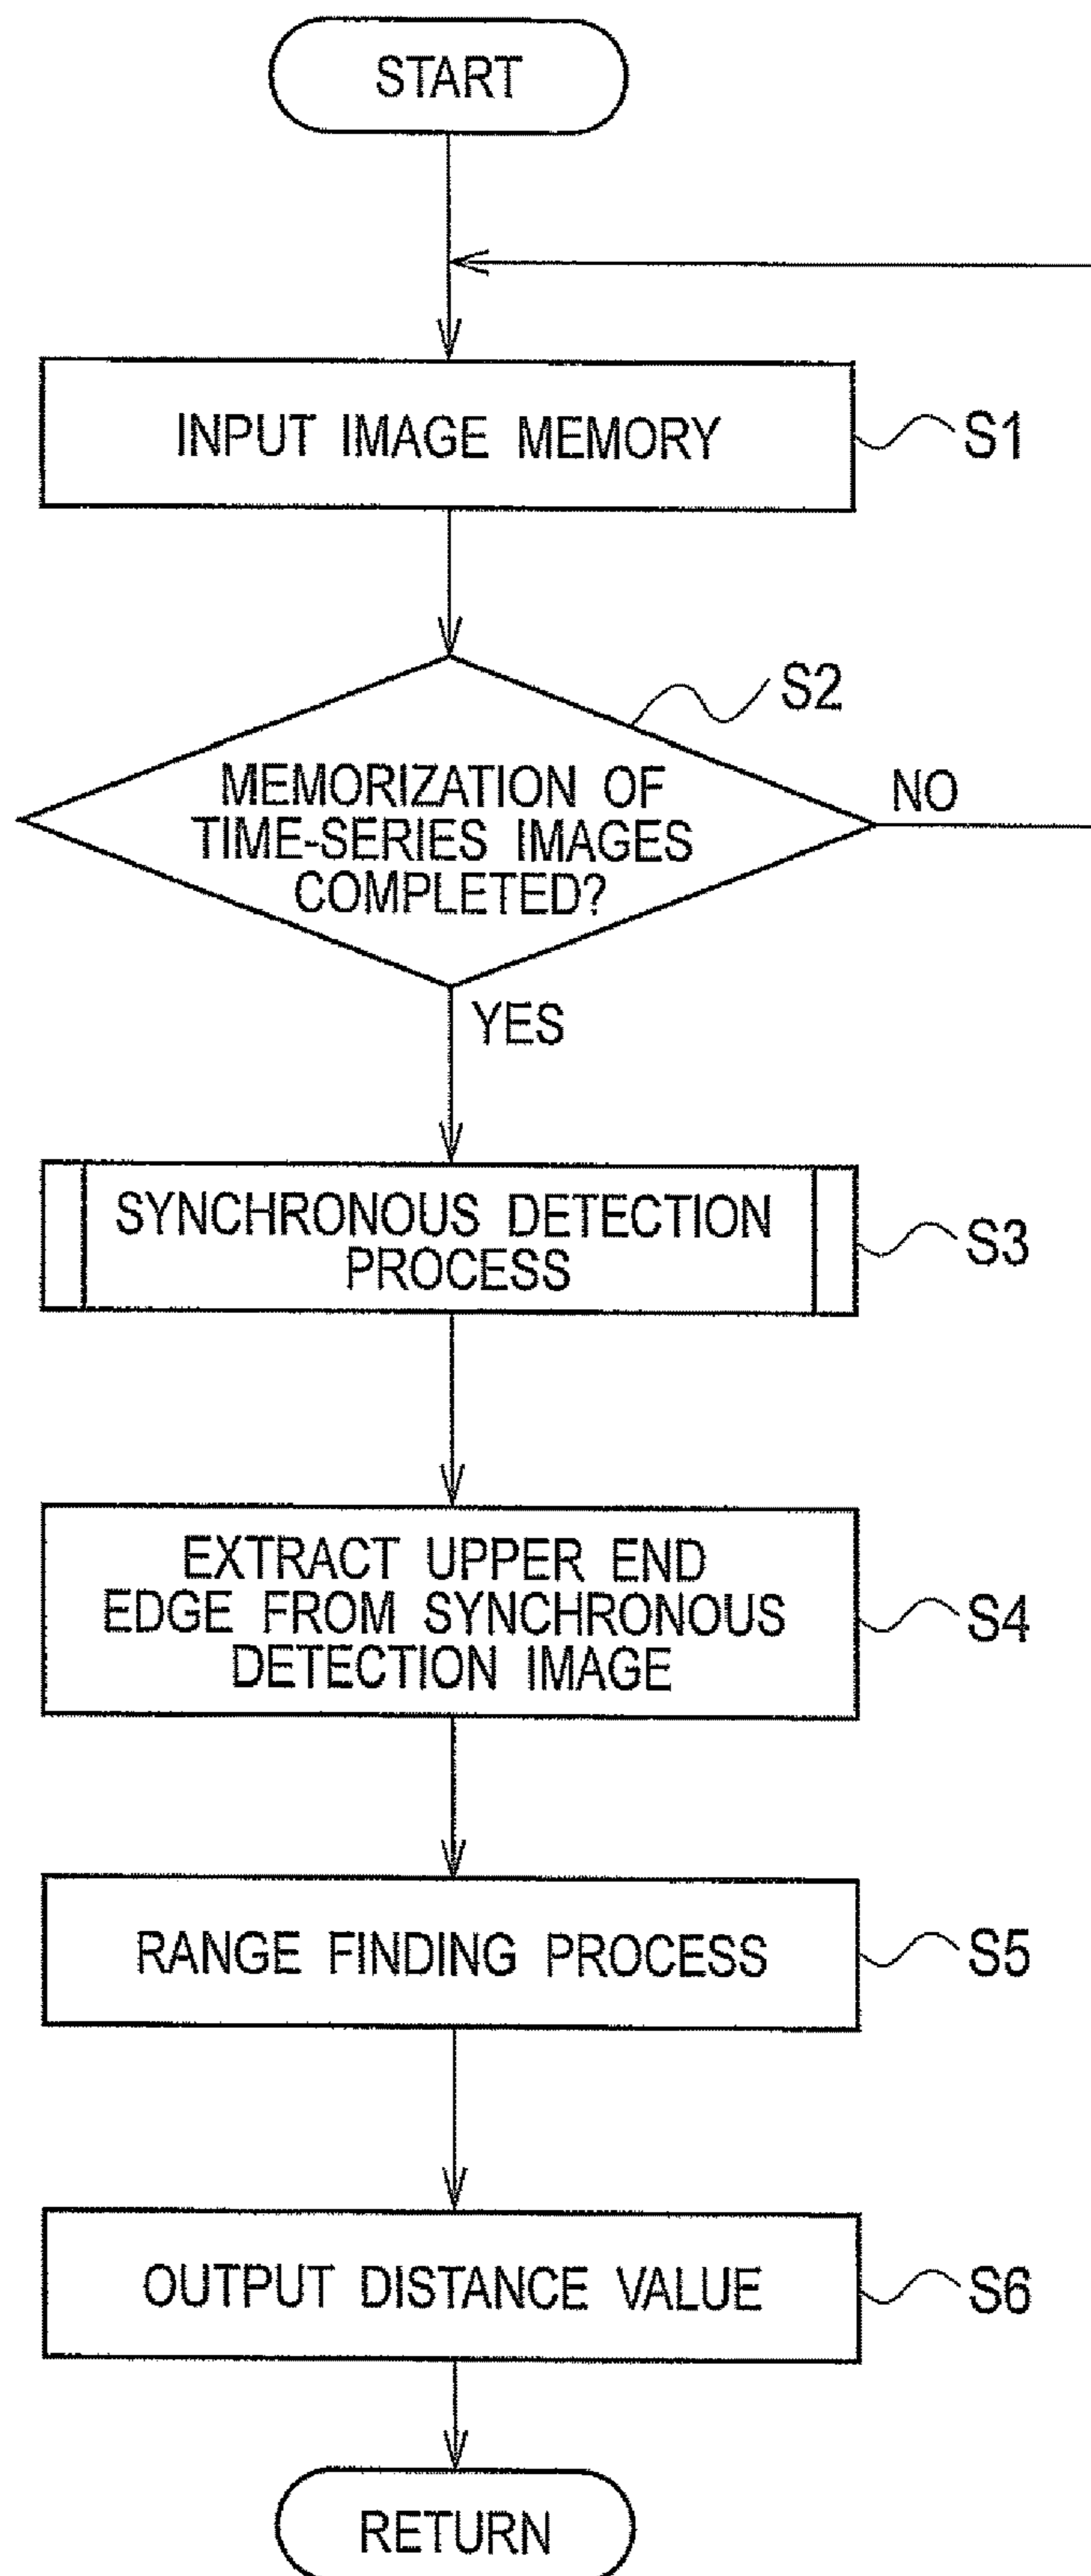 START
INPUT IMAGE MEMORY
S1
S2
MEMORIZATION OF
TIME-SERIES IMAGES
COMPLETED?
NO
YES
SYNCHRONOUS DETECTION
PROCESS
S3
EXTRACT UPPER END
EDGE FROM SYNCHRONOUS
DETECTION IMAGE
S4
RANGE FINDING PROCESS
S5
OUTPUT DISTANCE VALUE
S6
RETURN